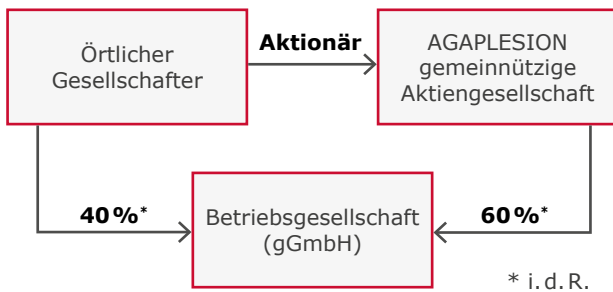 Örtlicher
Gesellschafter
Aktionär
AGAPLESION
gemeinnützige
Aktiengesellschaft
40 %*
Betriebsgesellschaft
(gGmbH)
60 %*
* i. d. R.